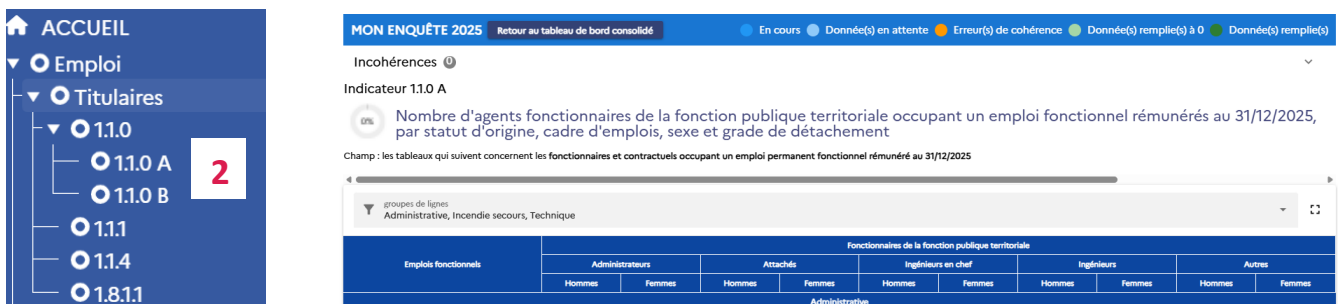 ACCUEIL
Emploi
Titulaires
1.1.0
1.1.0 A
1.1.0 B
1.1.1
1.1.4
1.8.1.1
2
MON ENQUÊTE 2025 Retour au tableau de bord consolidé En cours Donnée(s) en attente Erreur(s) de cohérence Donnée(s) remplie(s) à 0 Donnée(s) remplie(s)
Incohérences 0
Indicateur 1.1.0 A
0% Nombre d'agents fonctionnaires de la fonction publique territoriale occupant un emploi fonctionnel rémunérés au 31/12/2025,
par statut d'origine, cadre d'emplois, sexe et grade de détachement
Champ : les tableaux qui suivent concernent les fonctionnaires et contractuels occupant un emploi permanent fonctionnel rémunéré au 31/12/2025
groupes de lignes
Administrative, Incendie secours, Technique
Fonctionnaires de la fonction publique territoriale
Emplois fonctionnels Administrateurs Attachés Ingénieurs en chef Ingénieurs Autres
Hommes Femmes Hommes Femmes Hommes Femmes Hommes Femmes Hommes Femmes
Administrative